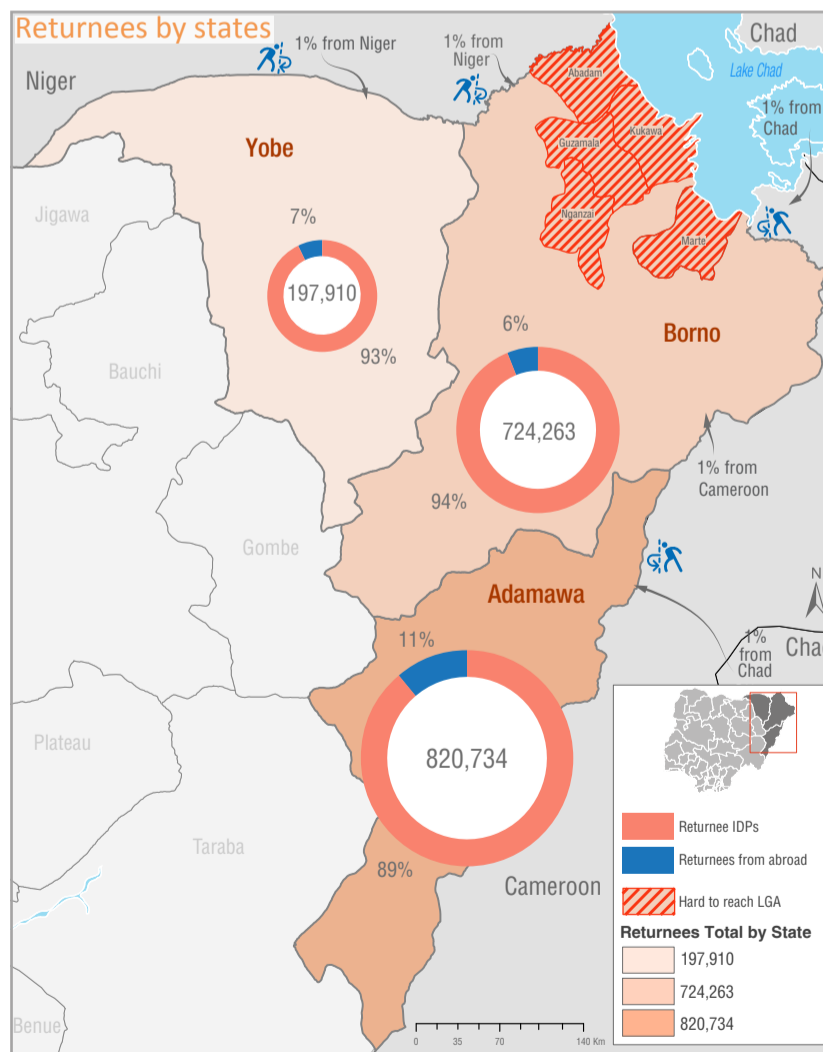 Returnees by states
Niger
1% from Niger
1% from
Niger
Chad
Lake Chad
1% from
Chad
Abadam
Kukawa
Guzamala
Nganzai
Marte
Yobe
Jigawa
7%
197,910
93%
Bauchi
Borno
6%
724,263
94%
1% from
Cameroon
Gombe
Adamawa
11%
820,734
89%
1%
from
Chad
N
Cha
Plateau
Taraba
Cameroon
Benue
Returnee IDPs
Returnees from abroad
Hard to reach LGA
Returnees Total by State
197,910
724,263
820,734
0 35 70 140 Km